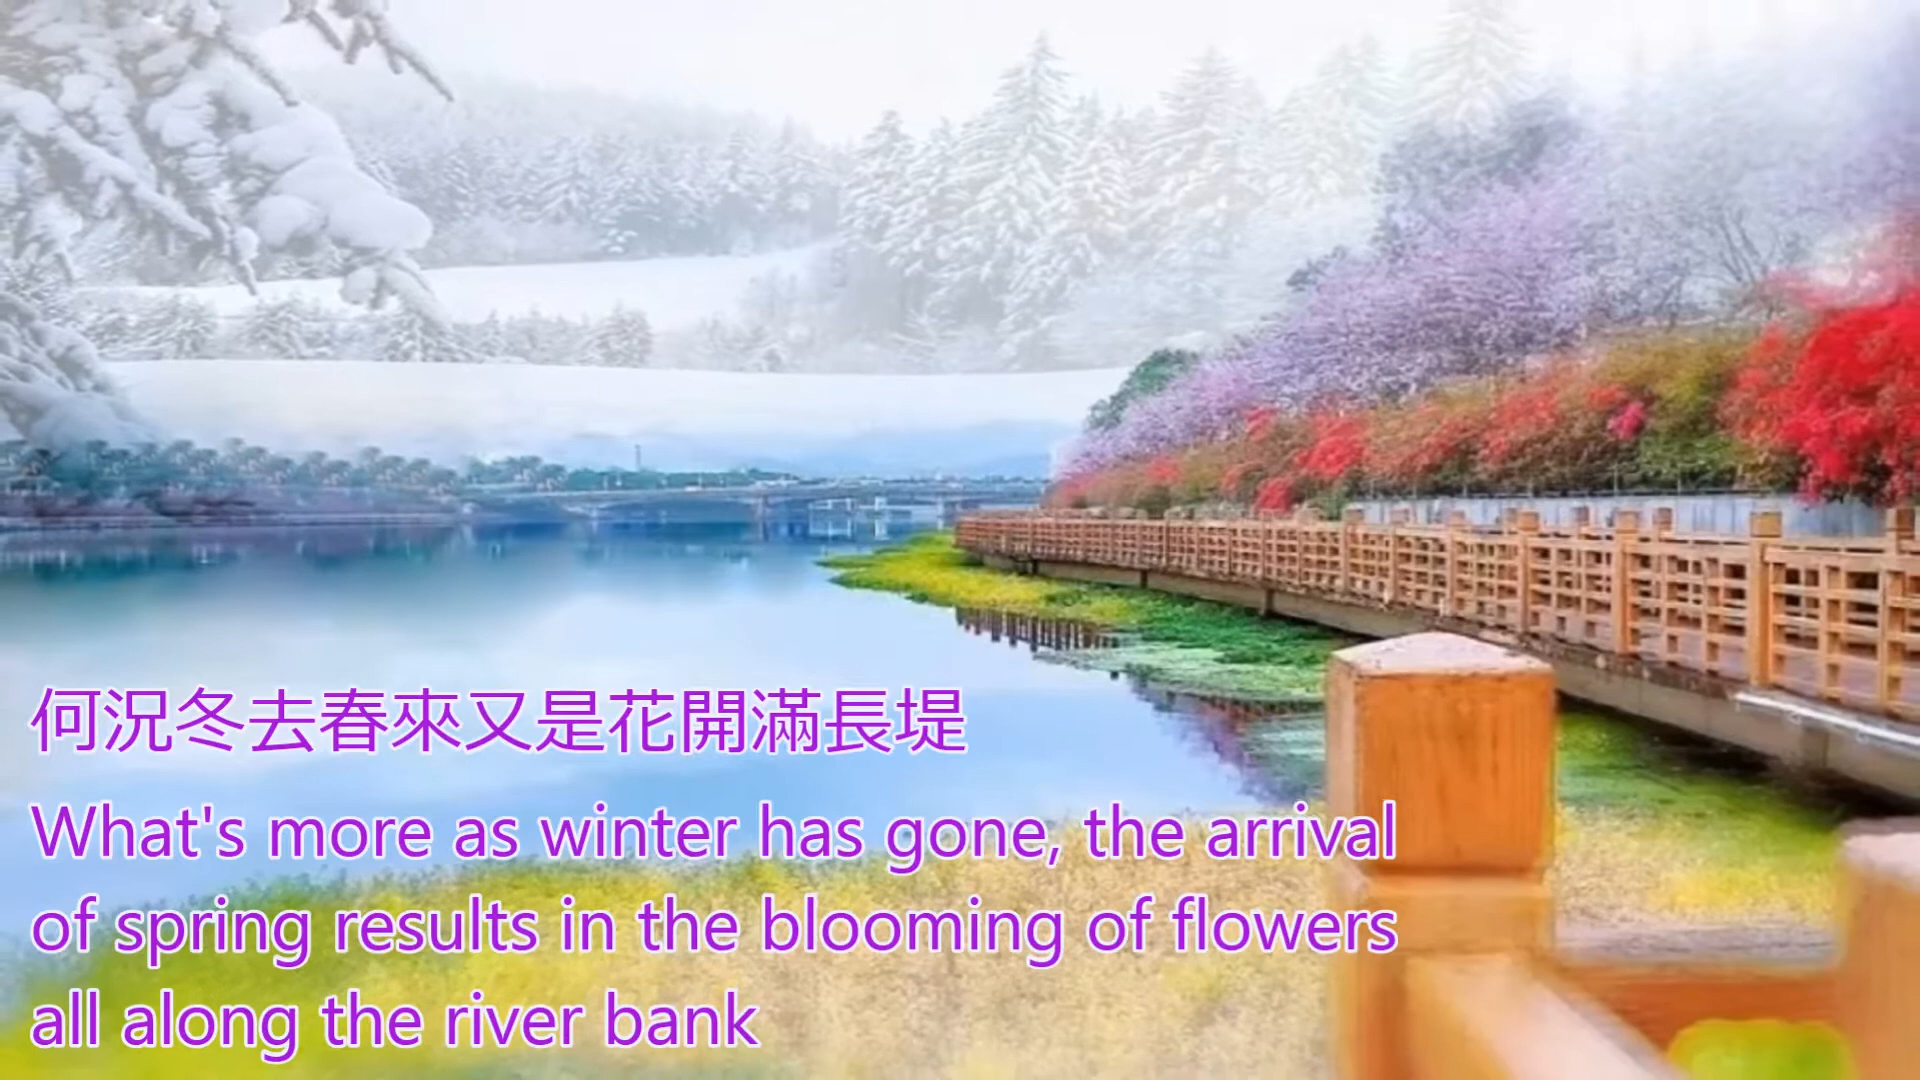 何況冬去春來又是花開滿長堤
What's more as winter has gone, the arrival
of spring results in the blooming of flowers
all along the river bank